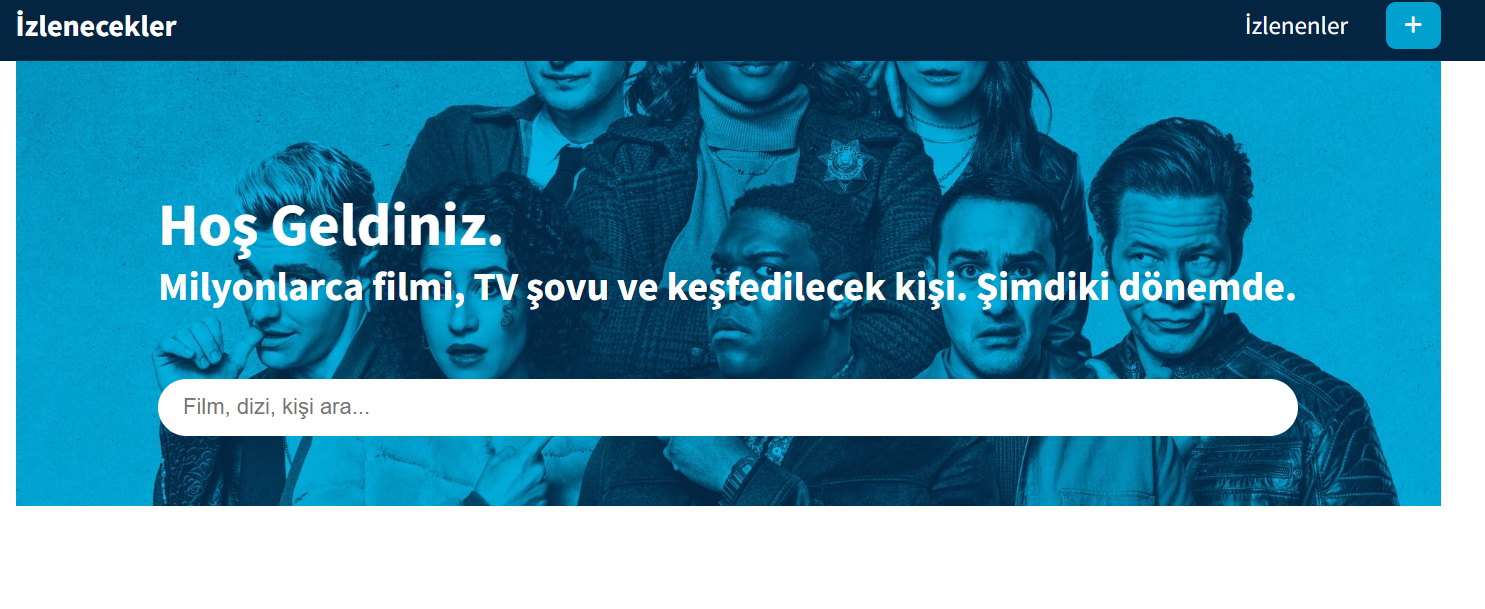 İzlenecekler
İzlenenler
+
Hoş Geldiniz.
Milyonlarca filmi, TV şovu ve keşfedilecek kişi. Şimdiki dönemde.
Film, dizi, kişi ara...